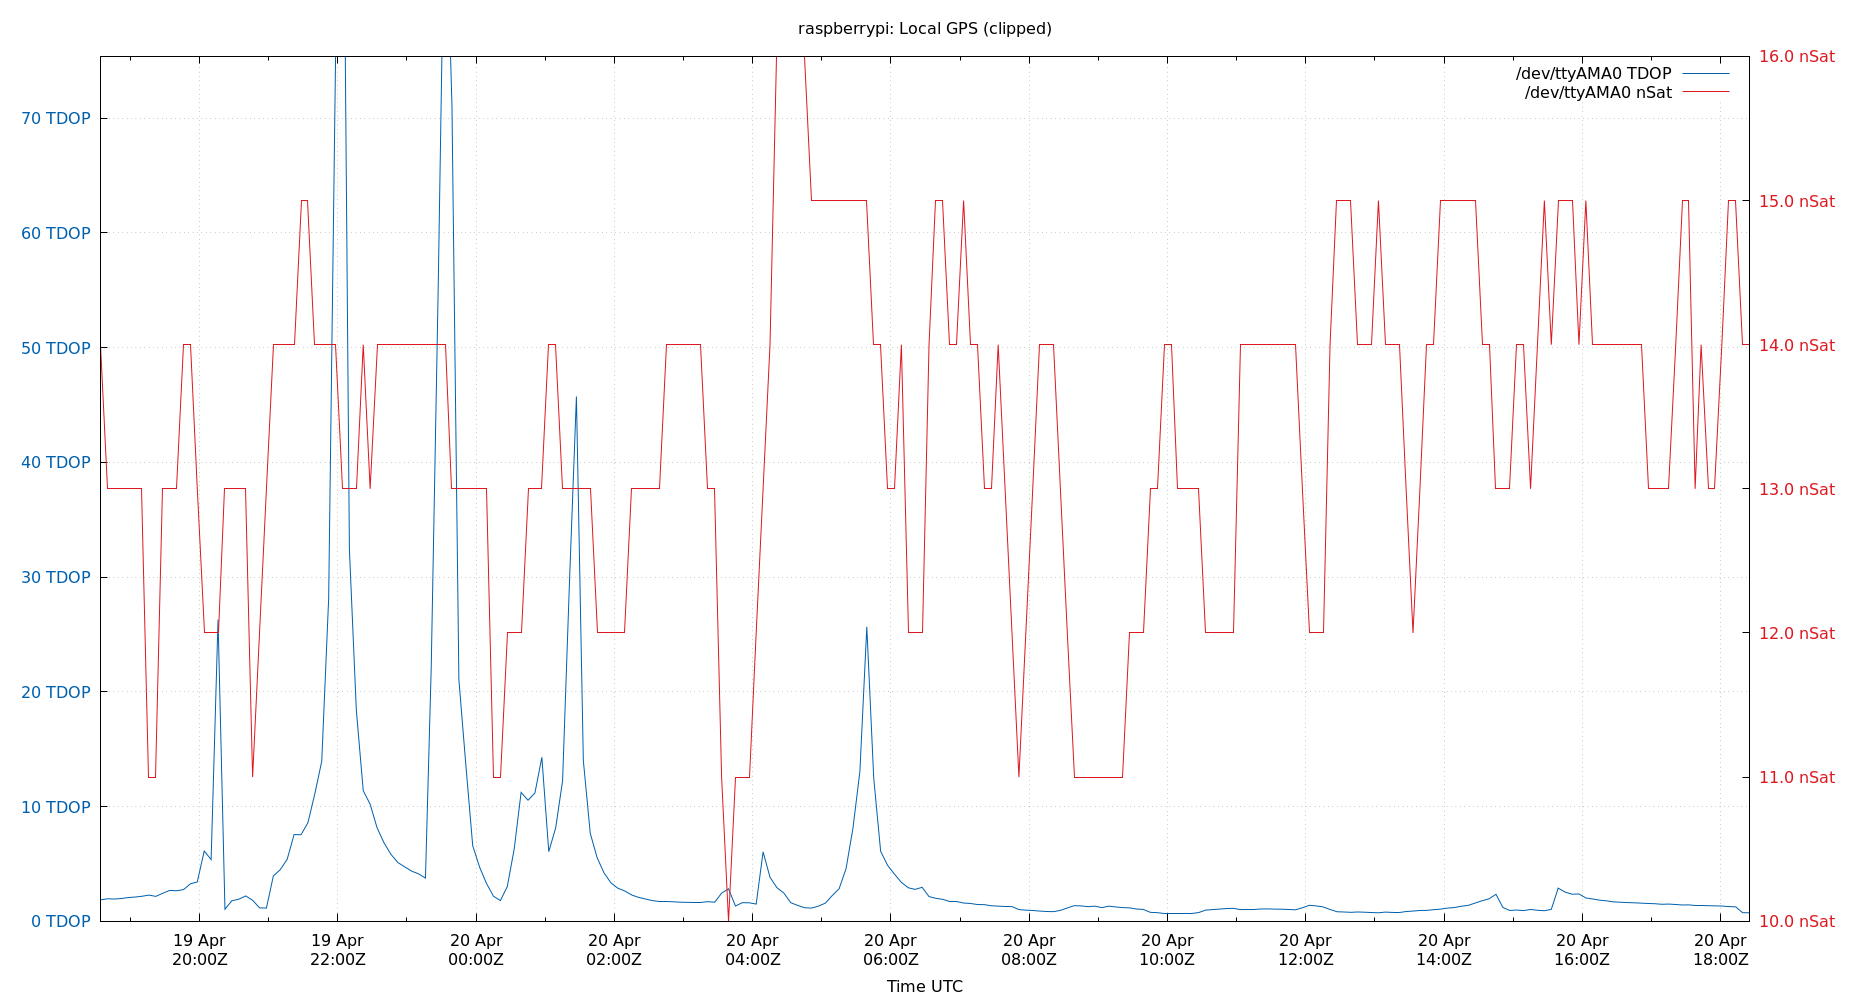 raspberrypi: Local GPS (clipped)
/dev/ttyAMA0 TDOP
/dev/ttyAMA0 nSat
70 TDOP
60 TDOP
50 TDOP
40 TDOP
30 TDOP
20 TDOP
10 TDOP
0 TDOP
16.0 nSat
15.0 nSat
14.0 nSat
13.0 nSat
12.0 nSat
11.0 nSat
10.0 nSat
19 Apr
20:00Z
19 Apr
22:00Z
20 Apr
00:00Z
20 Apr
02:00Z
20 Apr
04:00Z
20 Apr
06:00Z
20 Apr
08:00Z
20 Apr
10:00Z
20 Apr
12:00Z
20 Apr
14:00Z
20 Apr
16:00Z
20 Apr
18:00Z
Time UTC